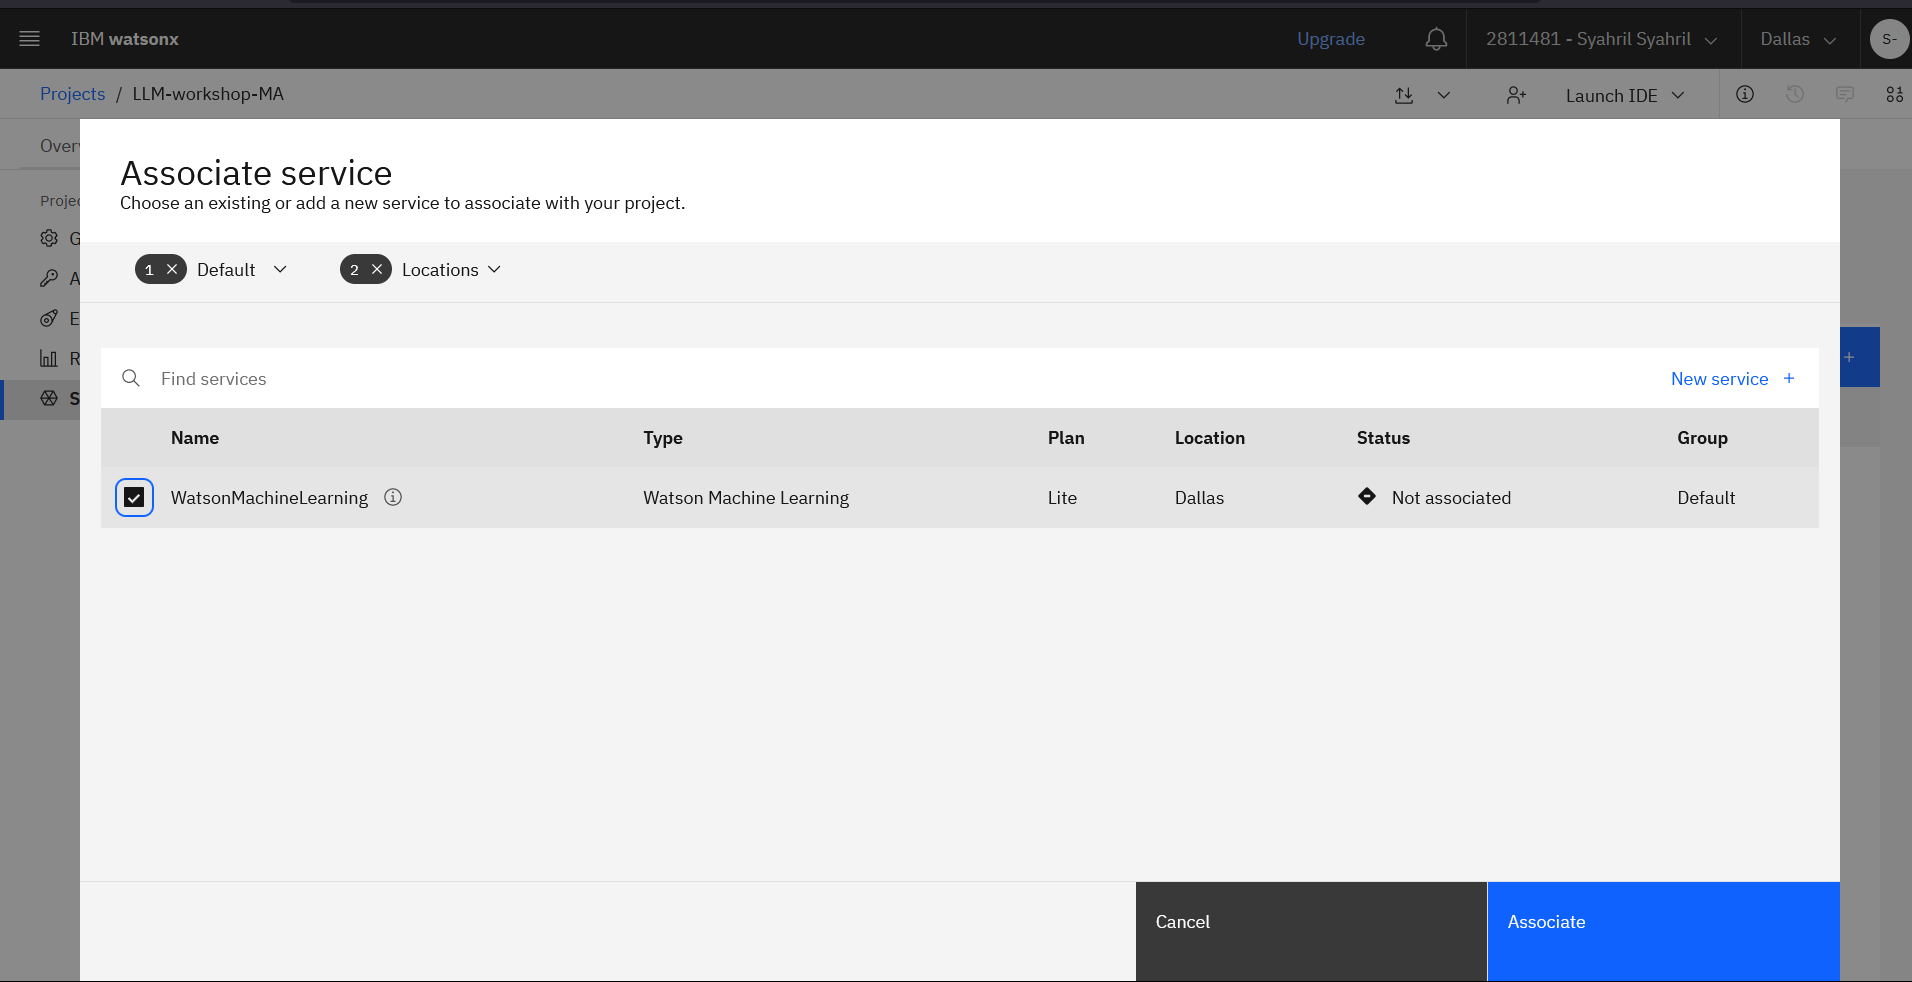 IBM watsonx
Upgrade
2811481 - Syahril Syahril
Dallas
S-
Projects / LLM-workshop-MA
Launch IDE
Associate service
Choose an existing or add a new service to associate with your project.
1 Default
2 Locations
Find services
New service +
Name Type Plan Location Status Group
WatsonMachineLearning Watson Machine Learning Lite Dallas Not associated Default
Cancel
Associate